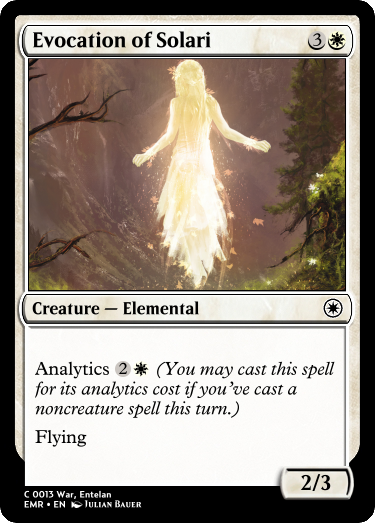 Evocation of Solari 3
Creature — Elemental
Analytics 2 (You may cast this spell
for its analytics cost if you've cast a
noncreature spell this turn.)
Flying
2/3
C 0013 War, Entelan
EMR • EN Julian Bauer